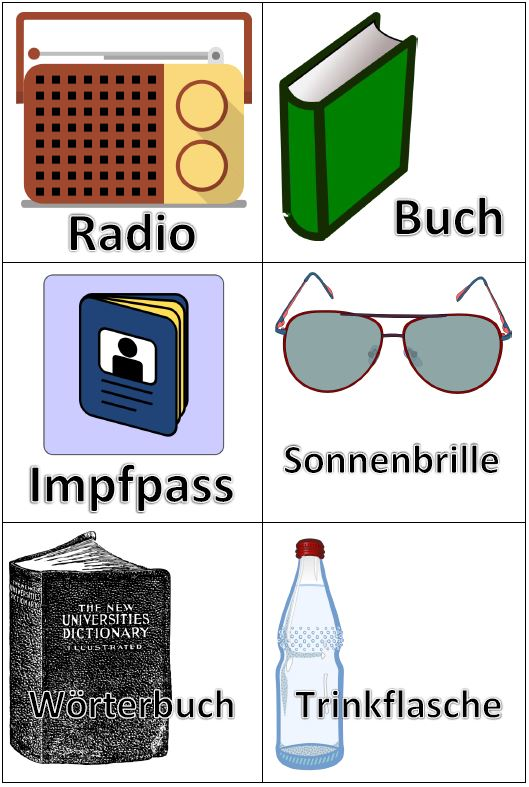 Radio
Buch
Impfpass
Sonnenbrille
THE NEW
UNIVERSITIES
DICTIONARY
ILLUSTRATED
Wörterbuch
Trinkflasche